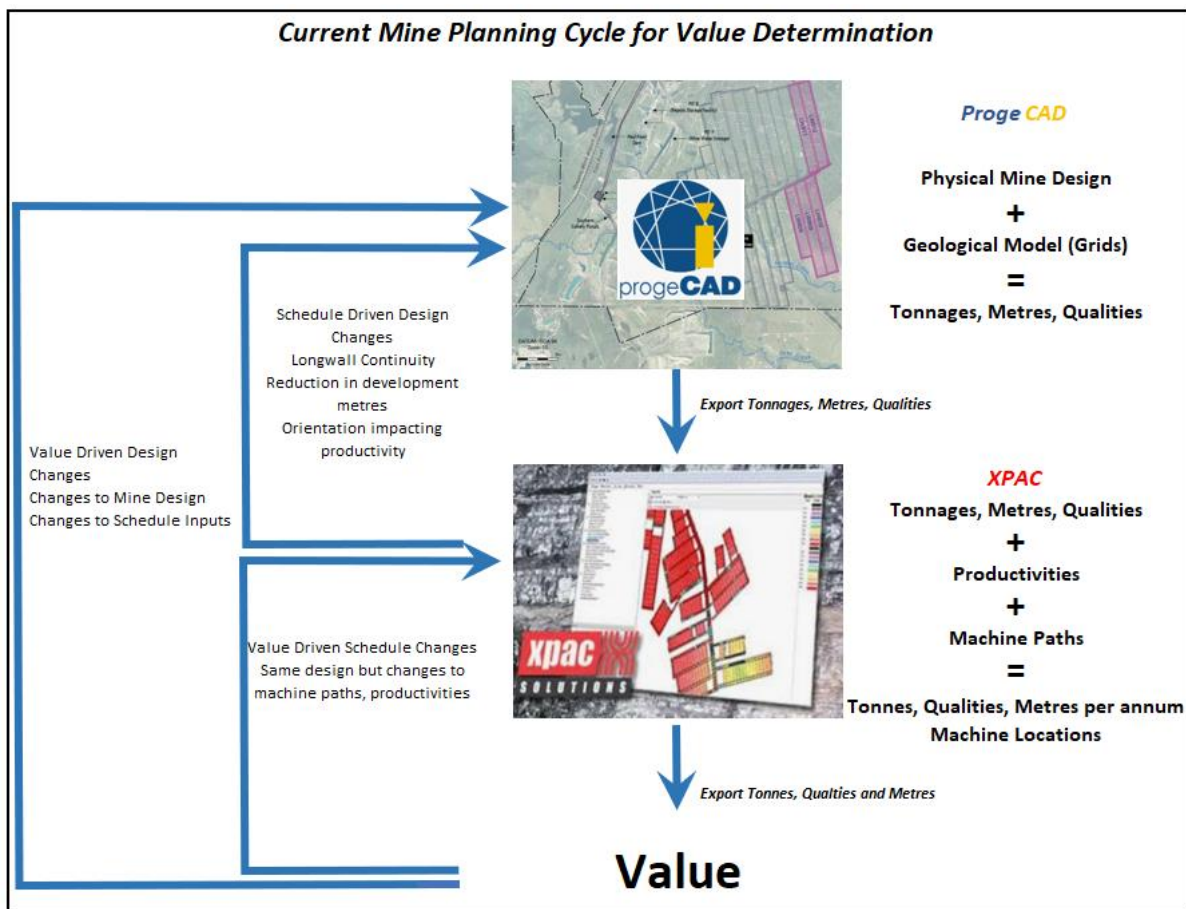 Current Mine Planning Cycle for Value Determination
Proge CAD
Physical Mine Design
+
Geological Model (Grids)
=
Tonnages, Metres, Qualities
progeCAD
Schedule Driven Design
Changes
Longwall Continuity
Reduction in development
metres
Orientation impacting
productivity
Export Tonnages, Metres, Qualities
Value Driven Design
Changes
Changes to Mine Design
Changes to Schedule Inputs
XPAC
Tonnages, Metres, Qualities
+
Productivities
+
Machine Paths
=
Tonnes, Qualities, Metres per annum
Machine Locations
xpac
SOLUTIONS
Value Driven Schedule Changes
Same design but changes to
machine paths, productivities
Export Tonnes, Qualties and Metres
Value